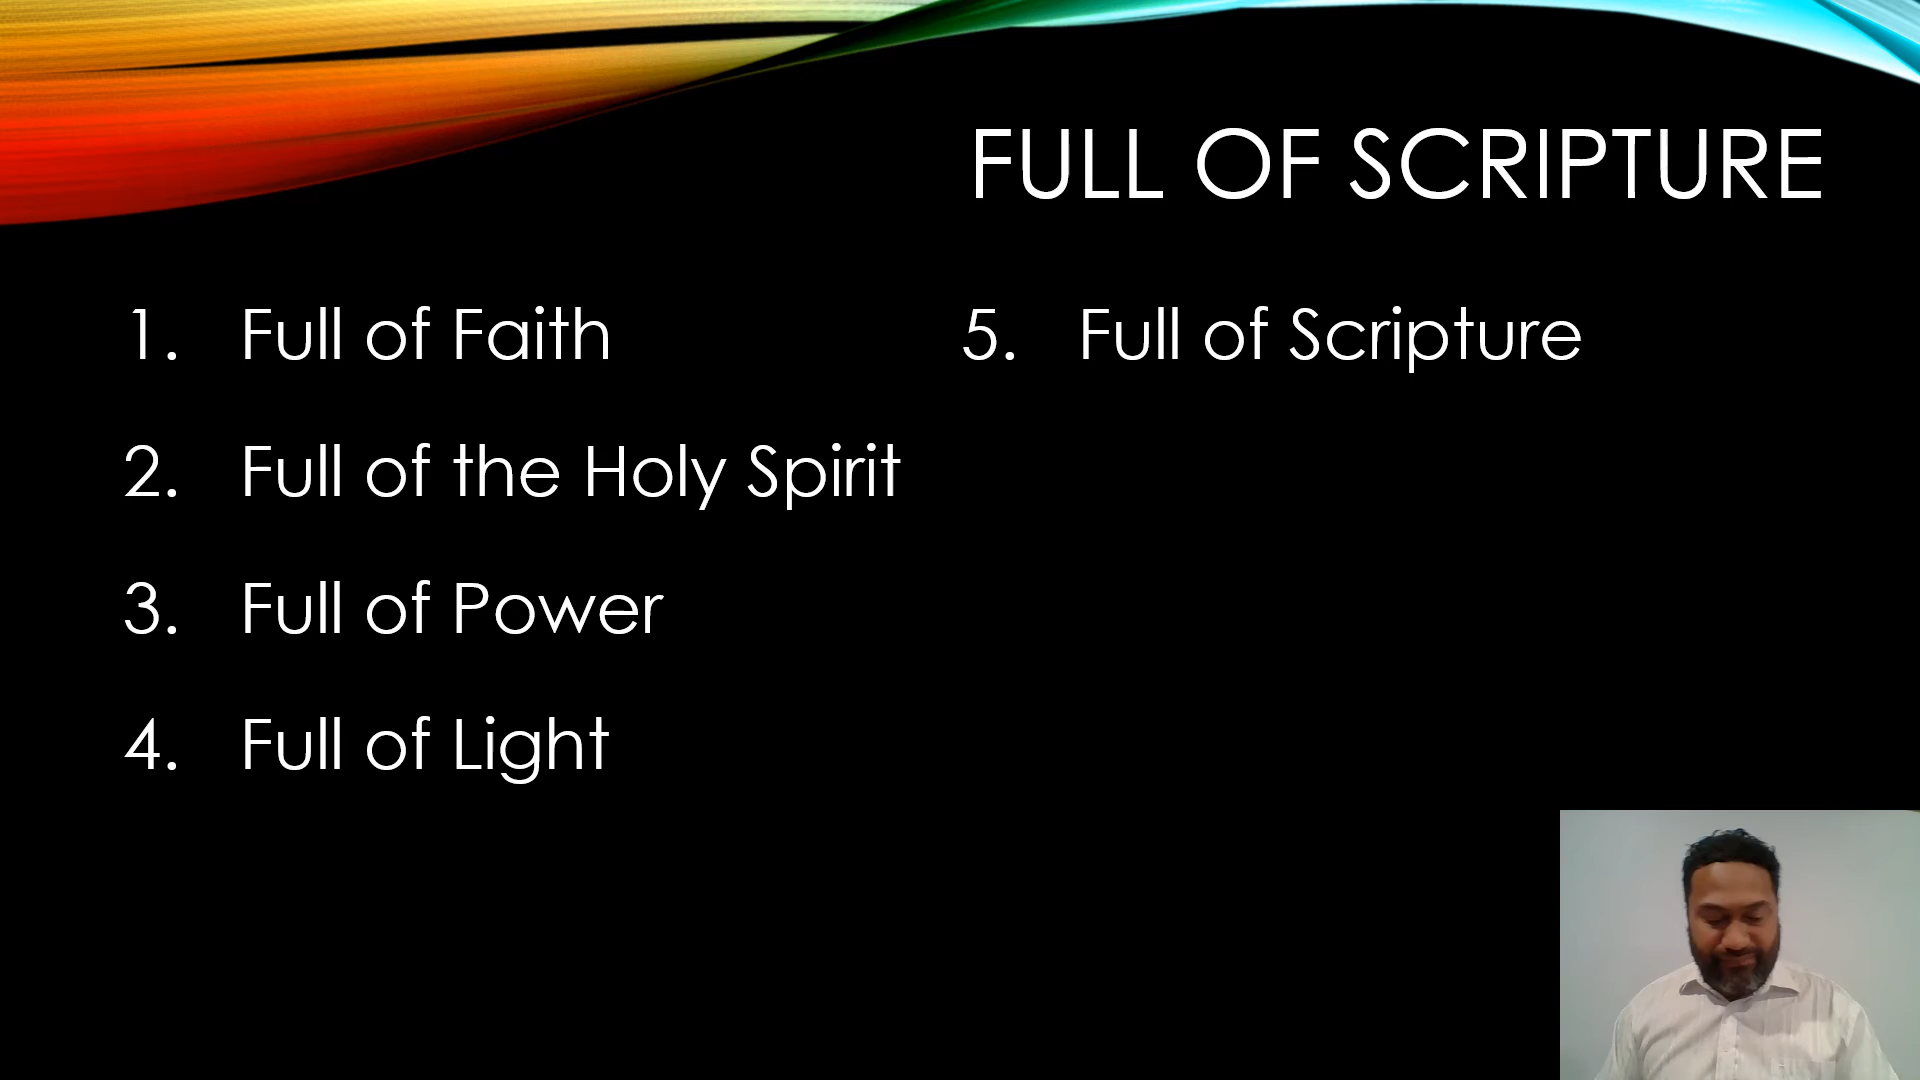 FULL OF SCRIPTURE
1. Full of Faith
2. Full of the Holy Spirit
3. Full of Power
4. Full of Light
5. Full of Scripture